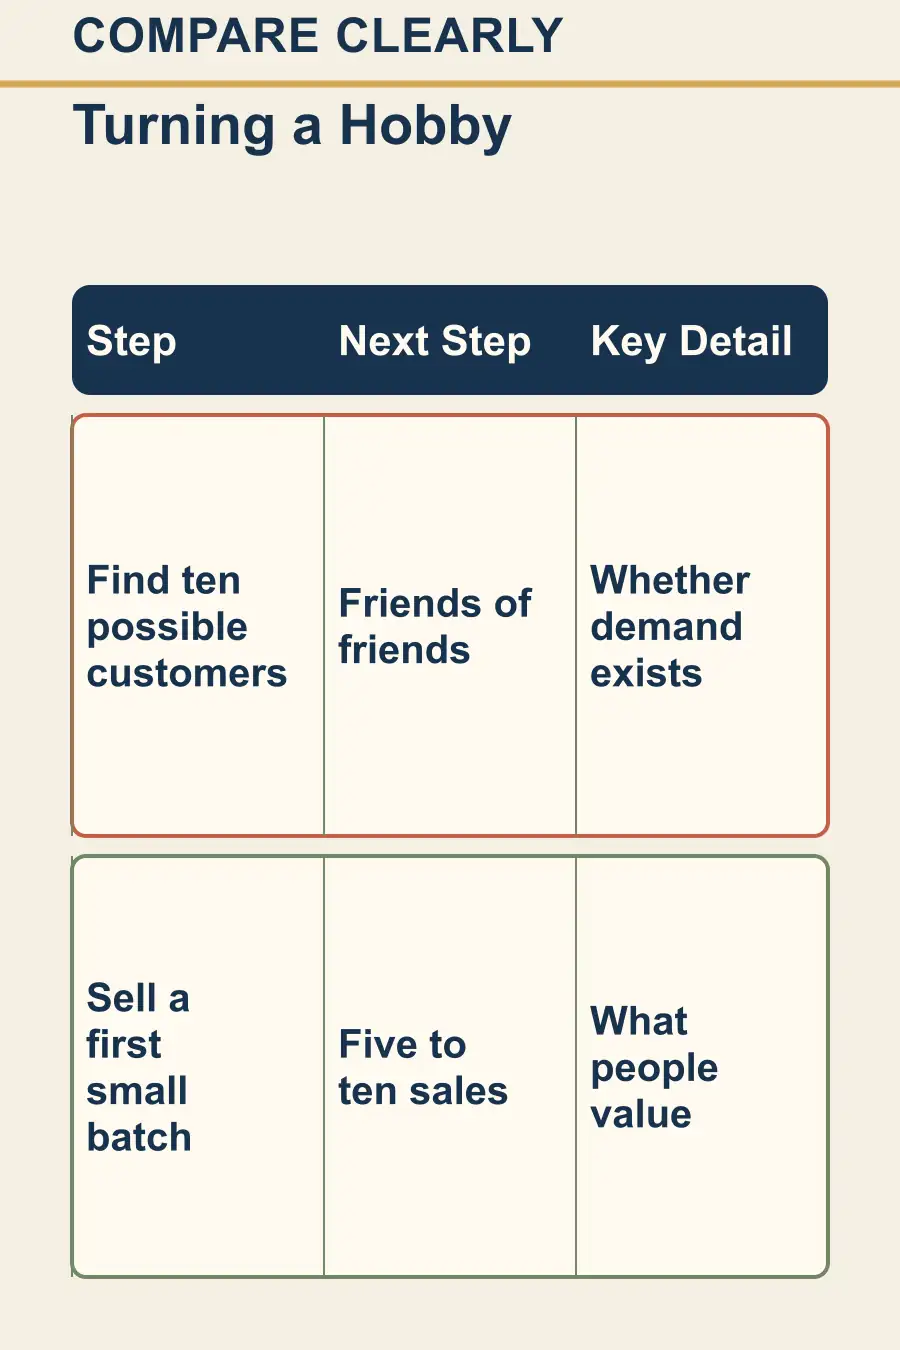 COMPARE CLEARLY
Turning a Hobby
Step
Next Step
Key Detail
Find ten
possible
customers
Friends of
friends
Whether
demand
exists
Sell a
first
small
batch
Five to
ten sales
What
people
value